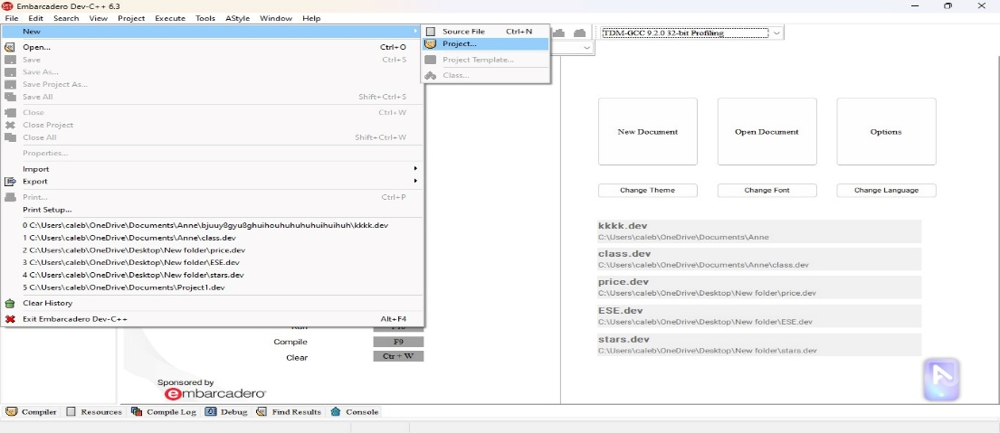 Embarcadero Dev-C++ 6.3
File Edit Search View Project Execute Tools AStyle Window Help
New
Source File Ctrl+N
Project...
Project Template...
Class...
TDM-GCC 9.2.0 32-bit Profiling
Open... Ctrl+O
Save Ctrl+S
Save As...
Save Project As...
Save All Shift+Ctrl+S
Close Ctrl+W
Close Project
Close All Shift+Ctrl+W
Properties...
Import
Export
Print... Ctrl+P
Print Setup...
0 C:\Users\caleb\OneDrive\Documents\Anne\bjuuyßgyußghuihouhuhuhuihuihuh\kkkk.dev
1 C:\Users\caleb\OneDrive\Documents\Anne\class.dev
2 C:\Users\caleb\OneDrive\Desktop\New folder\price.dev
3 C:\Users\caleb\OneDrive\Desktop\New folder\ESE.dev
4 C:\Users\caleb\OneDrive\Desktop\New folder\stars.dev
5 C:\Users\caleb\OneDrive\Documents\Project1.dev
Clear History
Exit Embarcadero Dev-C++ Alt+F4
Compile F9
Clear Ctr + W
Sponsored by
embarcadero
New Document Open Document Options
Change Theme Change Font Change Language
kkkk.dev
C:\Users\caleb\OneDrive\Documents\Anne
class.dev
C:\Users\caleb\OneDrive\Documents\Anne\class.dev
price.dev
C:\Users\caleb\OneDrive\Desktop\New folder\price.dev
ESE.dev
C:\Users\caleb\OneDrive\Desktop\New folder\ESE.dev
stars.dev
C:\Users\caleb\OneDrive\Desktop\New folder\stars.dev
Compiler Resources Compile Log Debug Find Results Console